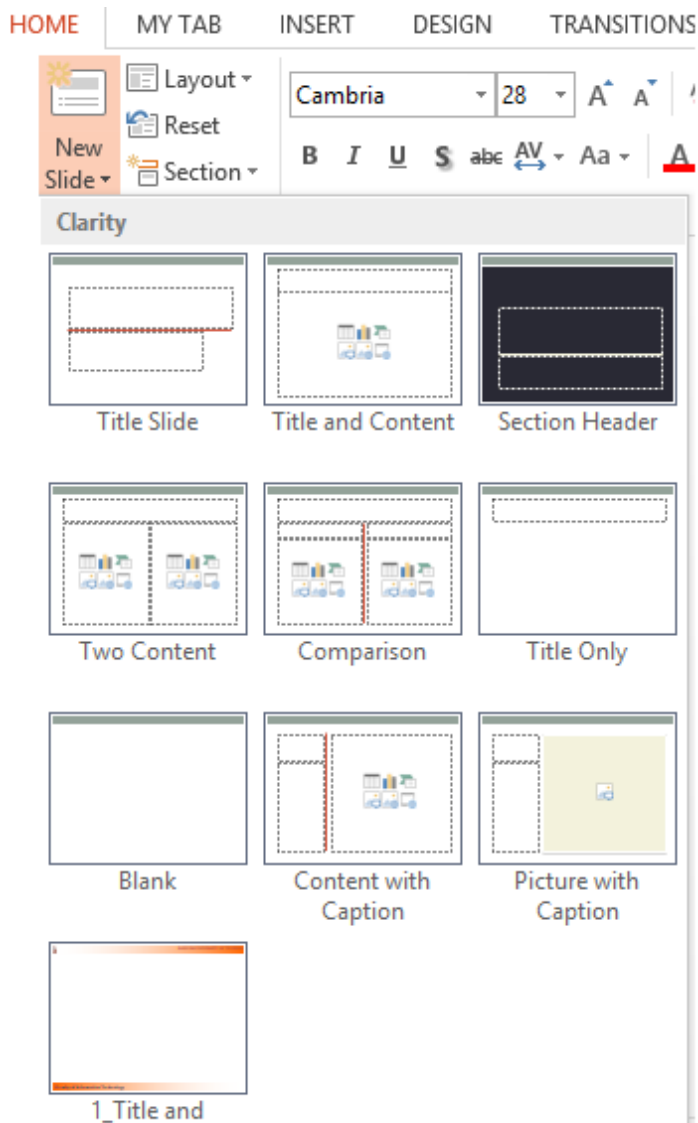 HOME MY TAB INSERT DESIGN TRANSITIONS
Layout
Reset
New
Slide
Section
Cambria 28 A A
B I U S abc AV Aa A
Clarity
Title Slide Title and Content Section Header
Two Content Comparison Title Only
Blank Content with Caption Picture with Caption
1_Title and